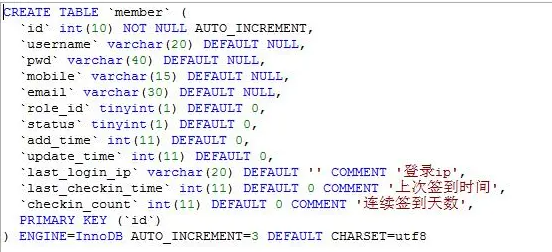 CREATE TABLE `member` (
`id` int(10) NOT NULL AUTO_INCREMENT,
`username` varchar(20) DEFAULT NULL,
`pwd` varchar(40) DEFAULT NULL,
`mobile` varchar(15) DEFAULT NULL,
`email` varchar(30) DEFAULT NULL,
`role_id` tinyint(1) DEFAULT 0,
`status` tinyint(1) DEFAULT 0,
`add_time` int(11) DEFAULT 0,
`update_time` int(11) DEFAULT 0,
`last_login_ip` varchar(20) DEFAULT '' COMMENT '登录ip',
`last_checkin_time` int(11) DEFAULT 0 COMMENT '上次签到时间',
`checkin_count` int(11) DEFAULT 0 COMMENT '连续签到天数',
PRIMARY KEY (`id`)
) ENGINE=InnoDB AUTO_INCREMENT=3 DEFAULT CHARSET=utf8